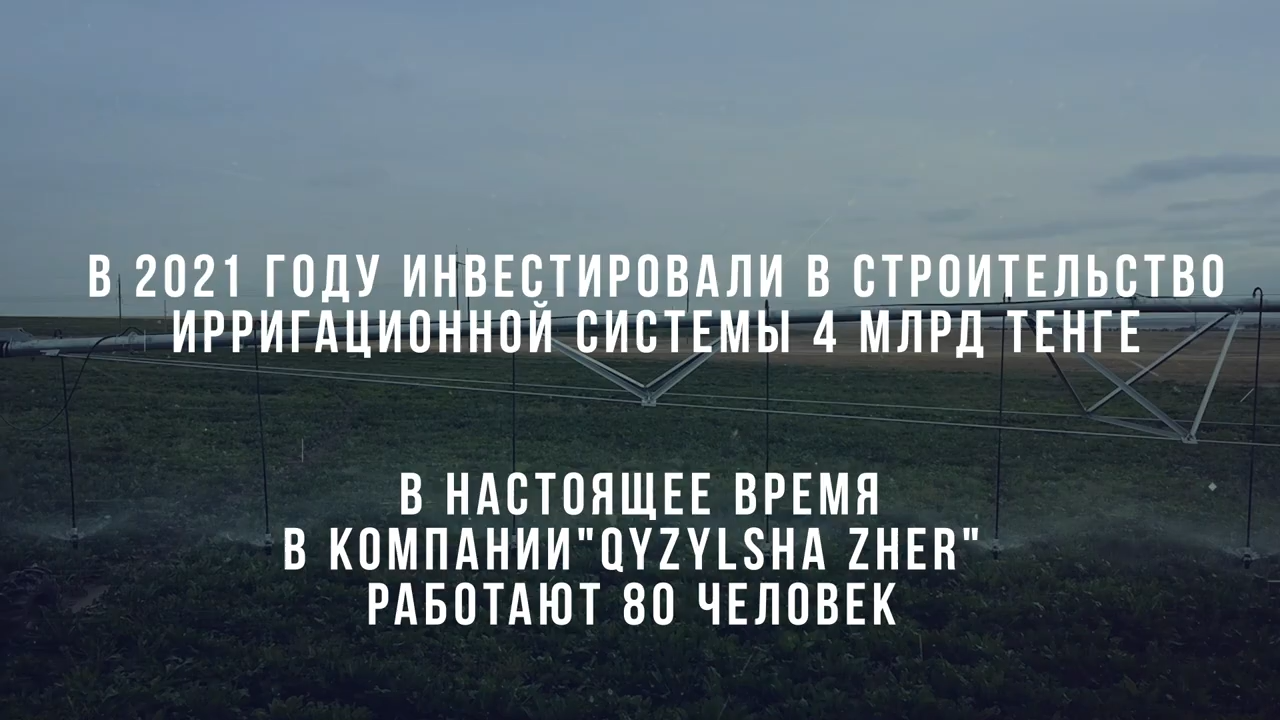 В 2021 ГОДУ ИНВЕСТИРОВАЛИ В СТРОИТЕЛЬСТВО
ИРРИГАЦИОННОЙ СИСТЕМЫ 4 МЛРД ТЕНГЕ
В НАСТОЯЩЕЕ ВРЕМЯ
В КОМПАНИИ"QYZYLSHA ZHER"
РАБОТАЮТ 80 ЧЕЛОВЕК